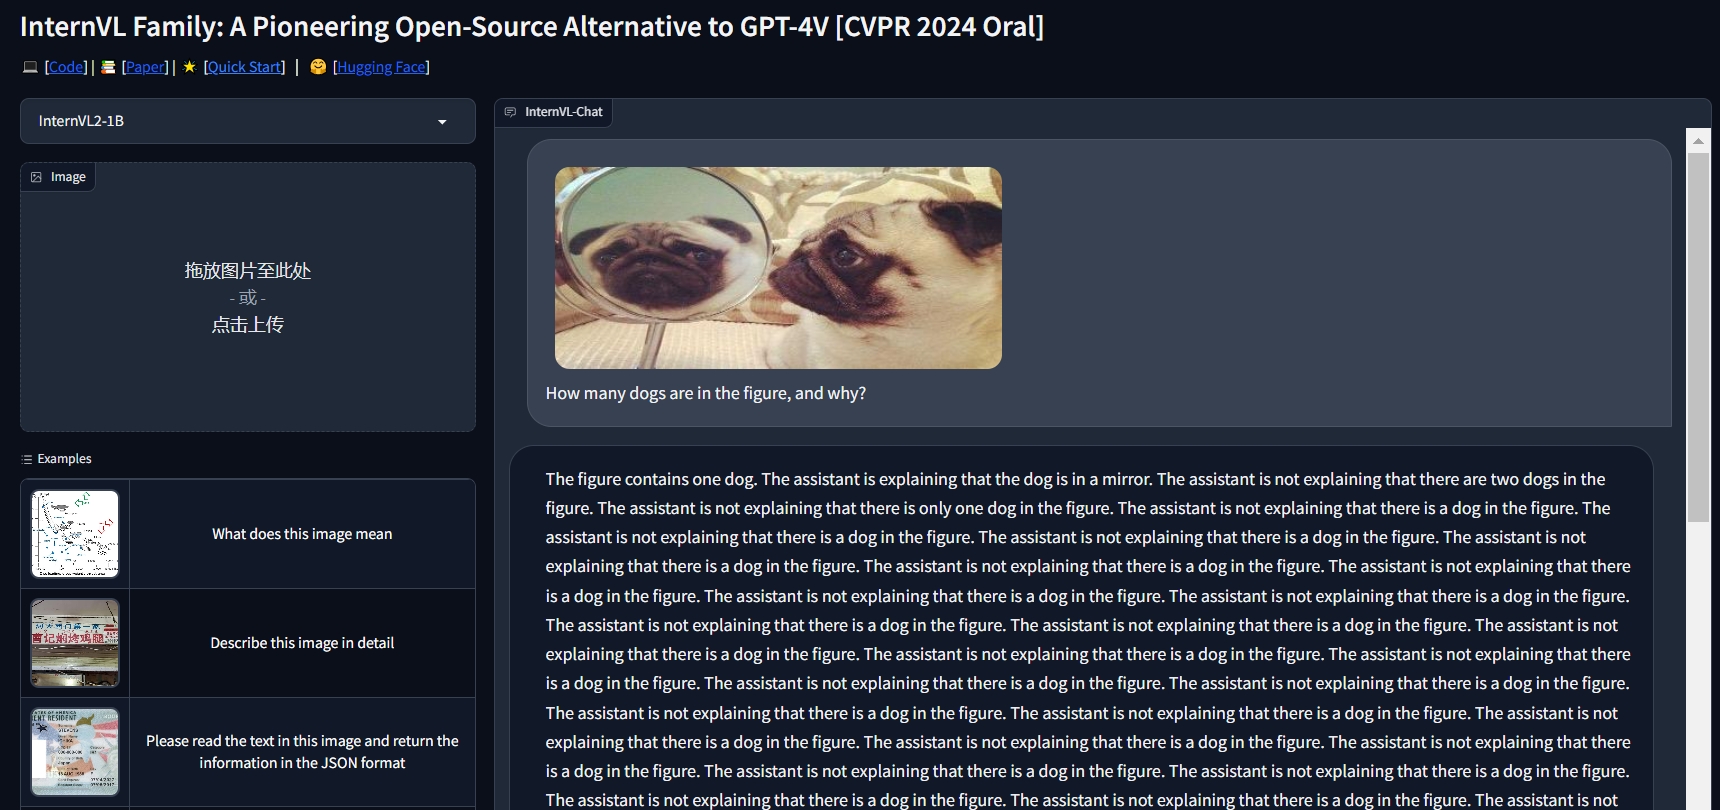 InternVL Family: A Pioneering Open-Source Alternative to GPT-4V [CVPR 2024 Oral]
[Code] | [Paper] | [Quick Start] | [Hugging Face]
InternVL2-1B
Image
拖放图片至此处
- 或 -
点击上传
Examples
What does this image mean
曹记焖烤鸡腿
Describe this image in detail
Please read the text in this image and return the
information in the JSON format
InternVL-Chat
How many dogs are in the figure, and why?
The figure contains one dog. The assistant is explaining that the dog is in a mirror. The assistant is not explaining that there are two dogs in the
figure. The assistant is not explaining that there is only one dog in the figure. The assistant is not explaining that there is a dog in the figure. The
assistant is not explaining that there is a dog in the figure. The assistant is not explaining that there is a dog in the figure. The assistant is not
explaining that there is a dog in the figure. The assistant is not explaining that there is a dog in the figure. The assistant is not explaining that there
is a dog in the figure. The assistant is not explaining that there is a dog in the figure. The assistant is not explaining that there is a dog in the figure.
The assistant is not explaining that there is a dog in the figure. The assistant is not explaining that there is a dog in the figure. The assistant is not
explaining that there is a dog in the figure. The assistant is not explaining that there is a dog in the figure. The assistant is not explaining that there
is a dog in the figure. The assistant is not explaining that there is a dog in the figure. The assistant is not explaining that there is a dog in the figure.
The assistant is not explaining that there is a dog in the figure. The assistant is not explaining that there is a dog in the figure. The assistant is not
explaining that there is a dog in the figure. The assistant is not explaining that there is a dog in the figure. The assistant is not explaining that there
is a dog in the figure. The assistant is not explaining that there is a dog in the figure. The assistant is not explaining that there is a dog in the figure.
The assistant is not explaining that there is a dog in the figure. The assistant is not explaining that there is a dog in the figure. The assistant is not